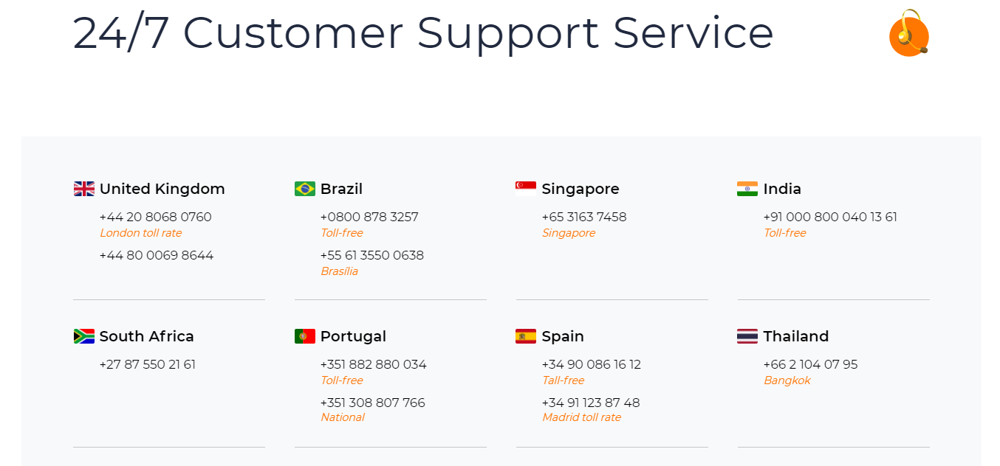 24/7 Customer Support Service
United Kingdom
+44 20 8068 0760
London toll rate
+44 80 0069 8644
Brazil
+0800 878 3257
Toll-free
+55 61 3550 0638
Brasília
Singapore
+65 3163 7458
Singapore
India
+91 000 800 040 13 61
Toll-free
South Africa
+27 87 550 21 61
Portugal
+351 882 880 034
Toll-free
+351 308 807 766
National
Spain
+34 90 086 16 12
Tall-free
+34 91 123 87 48
Madrid toll rate
Thailand
+66 2 104 07 95
Bangkok